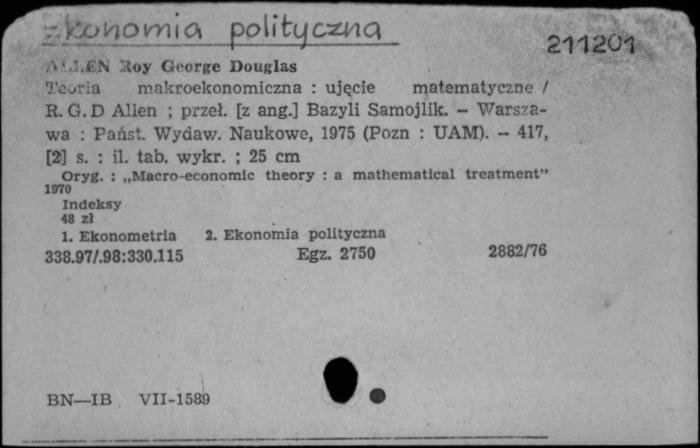 Ekonomia polityczna
211201
ALLEN Roy George Douglas
Teoria makroekonomiczna : ujęcie matematyczne /
R. G. D Allen ; przeł. [z ang.] Bazyli Samojlik. – Warsza-
wa : Państ. Wydaw. Naukowe, 1975 (Pozn : UAM). – 417,
[2] s. : il. tab. wykr. ; 25 cm
Oryg. : „Macro-economic theory : a mathematical treatment”
1970
Indeksy
48 zł
1. Ekonometria 2. Ekonomia polityczna
338.97/.98:330.115 Egz. 2750 2882/76
BN—IB VII-1589